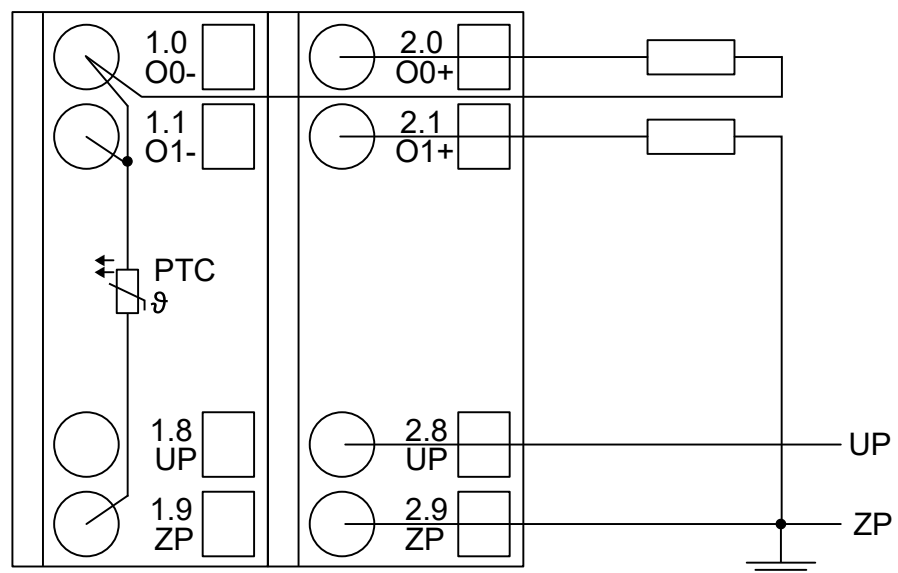 1.0
O0-
2.0
O0+
1.1
O1-
2.1
O1+
PTC
ϑ
1.8
UP
2.8
UP
UP
1.9
ZP
2.9
ZP
ZP